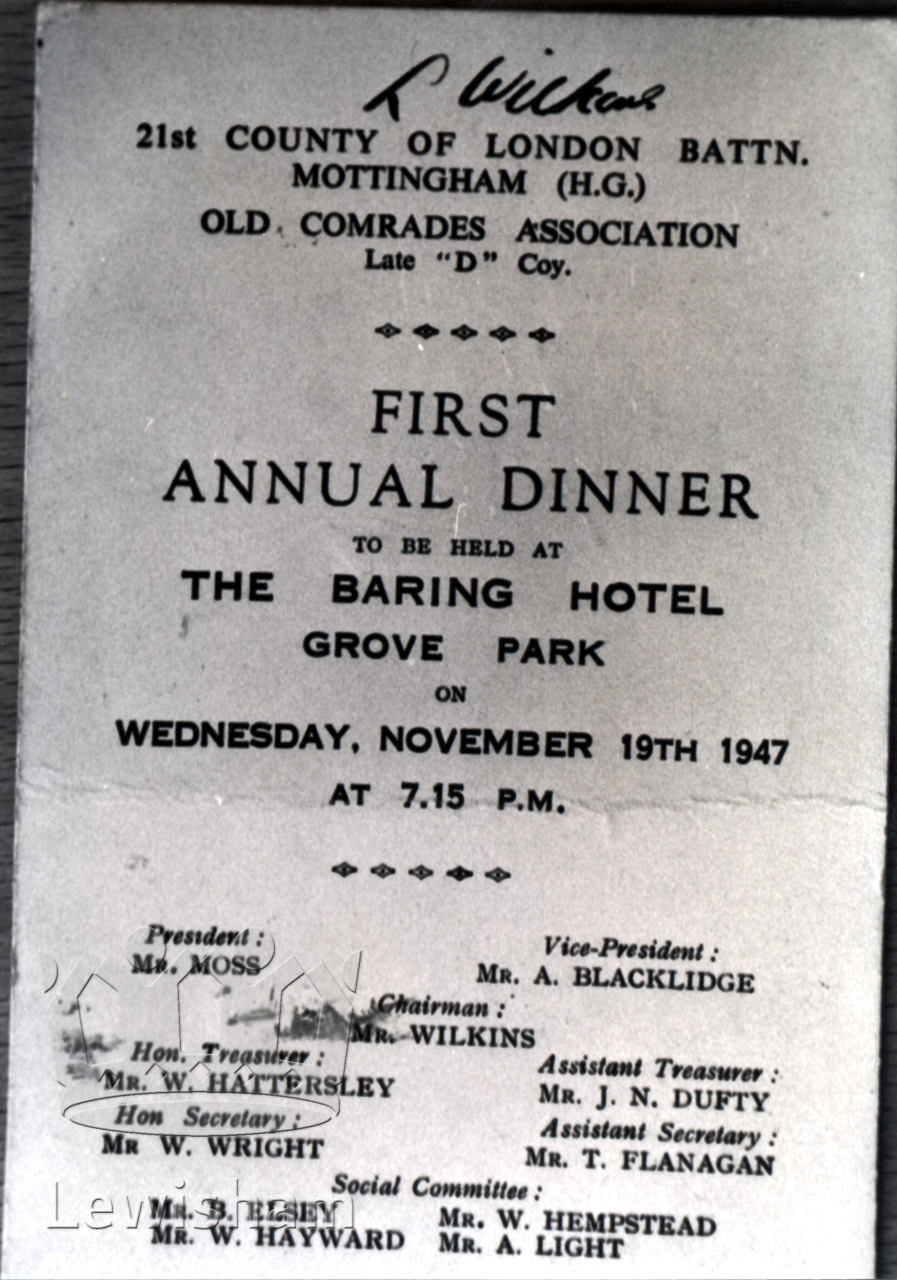 L Wilkins
21st COUNTY OF LONDON BATTN.
MOTTINGHAM (H.G.)
OLD COMRADES ASSOCIATION
Late "D" Coy.
FIRST
ANNUAL DINNER
TO BE HELD AT
THE BARING HOTEL
GROVE PARK
ON
WEDNESDAY, NOVEMBER 19TH 1947
AT 7.15 P.M.
President: Vice-President:
MR. MOSS MR. A. BLACKLIDGE
Chairman:
MR. WILKINS
Hon. Treasurer: Assistant Treasurer:
MR. W. HATTERSLEY MR. J. N. DUFTY
Hon Secretary: Assistant Secretary:
MR W. WRIGHT MR. T. FLANAGAN
Social Committee:
MR. B. ELSEY MR. W. HEMPSTEAD
MR. W. HAYWARD MR. A. LIGHT
Lewisham